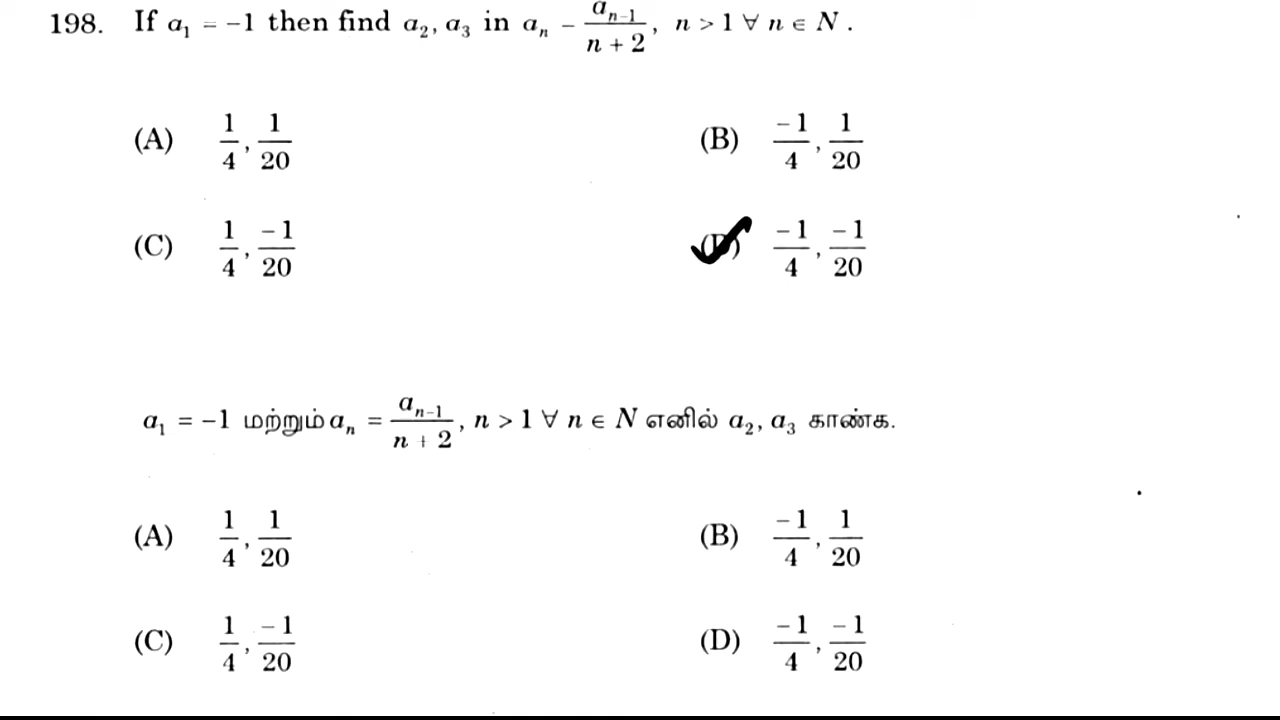 198. If a₁ = −1 then find a₂, a₃ in aₙ − aₙ₋₁/(n + 2), n > 1 ∀ n ∈ N.
(A) 1/4, 1/20 (B) −1/4, 1/20
(C) 1/4, −1/20 (D) −1/4, −1/20
a₁ = −1 மற்றும் aₙ = aₙ₋₁/(n + 2), n > 1 ∀ n ∈ N எனில் a₂, a₃ காண்க.
(A) 1/4, 1/20 (B) −1/4, 1/20
(C) 1/4, −1/20 (D) −1/4, −1/20